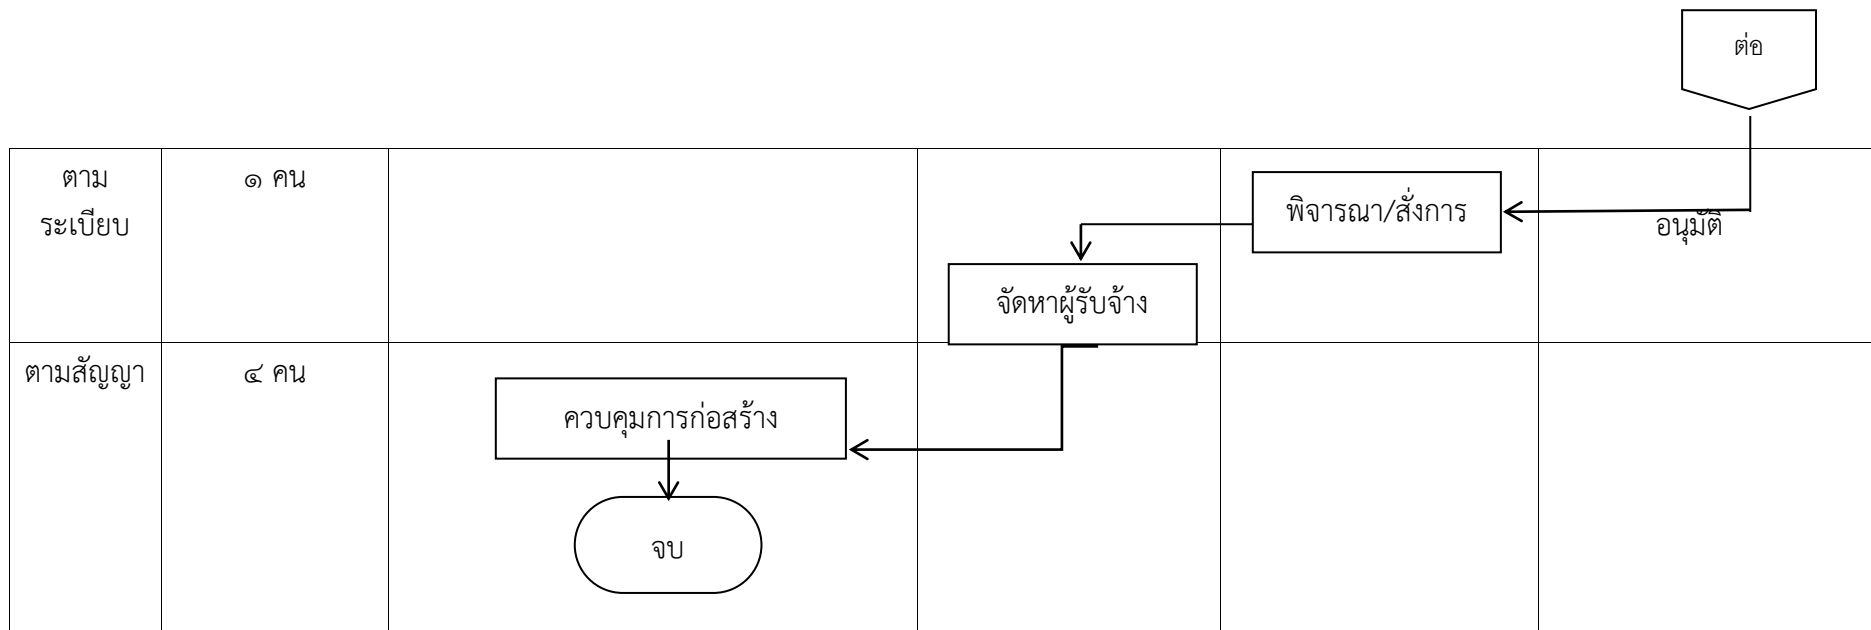 ต่อ
ตาม
ระเบียบ
๑ คน
พิจารณา/สั่งการ
อนุมัติ
จัดหาผู้รับจ้าง
ตามสัญญา
๔ คน
ควบคุมการก่อสร้าง
จบ